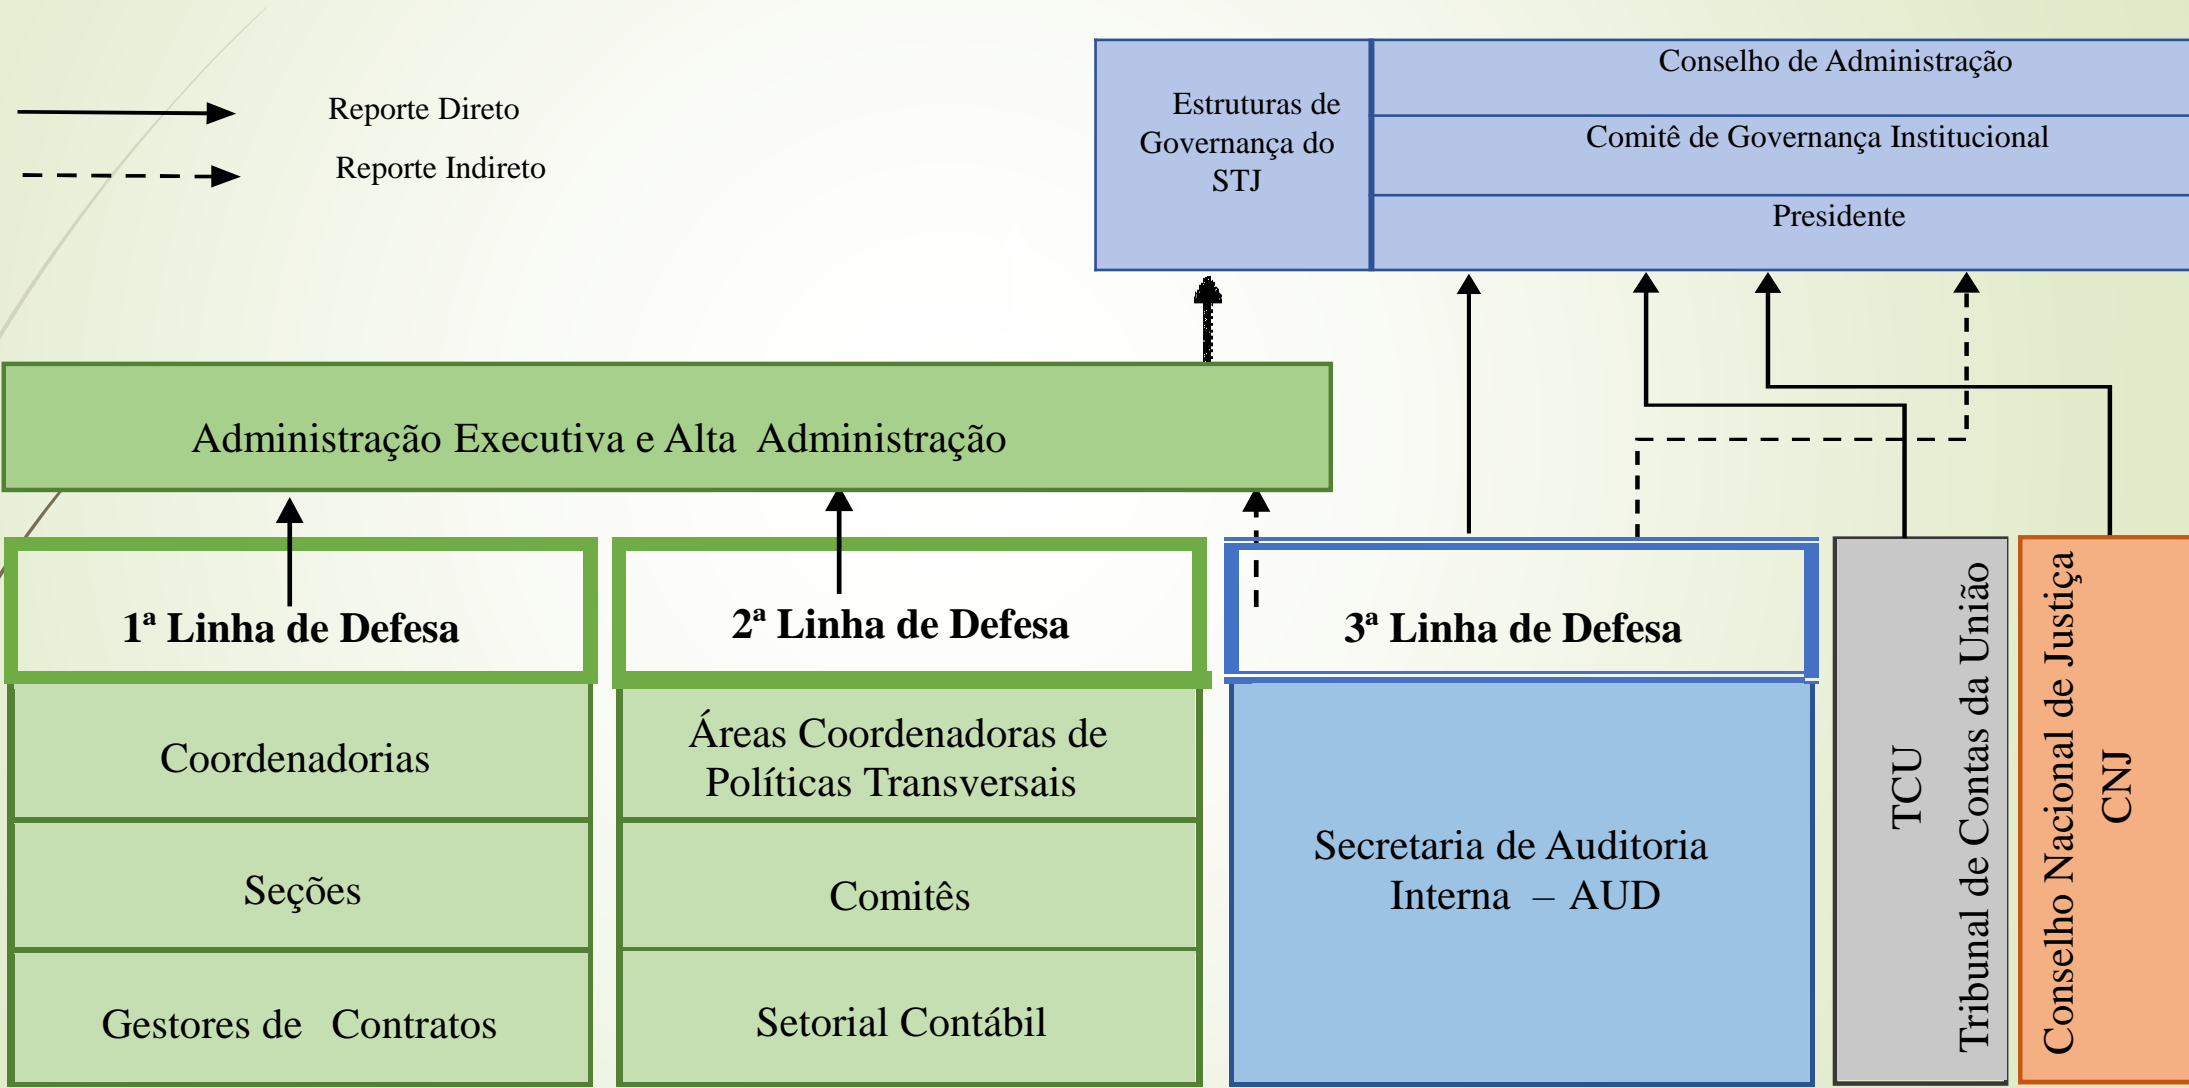 Reporte Direto
Reporte Indireto
Estruturas de
Governança do
STJ
Conselho de Administração
Comitê de Governança Institucional
Presidente
Administração Executiva e Alta Administração
1ª Linha de Defesa
Coordenadorias
Seções
Gestores de Contratos
2ª Linha de Defesa
Áreas Coordenadoras de
Políticas Transversais
Comitês
Setorial Contábil
3ª Linha de Defesa
Secretaria de Auditoria
Interna – AUD
TCU
Tribunal de Contas da União
Conselho Nacional de Justiça
CNJ